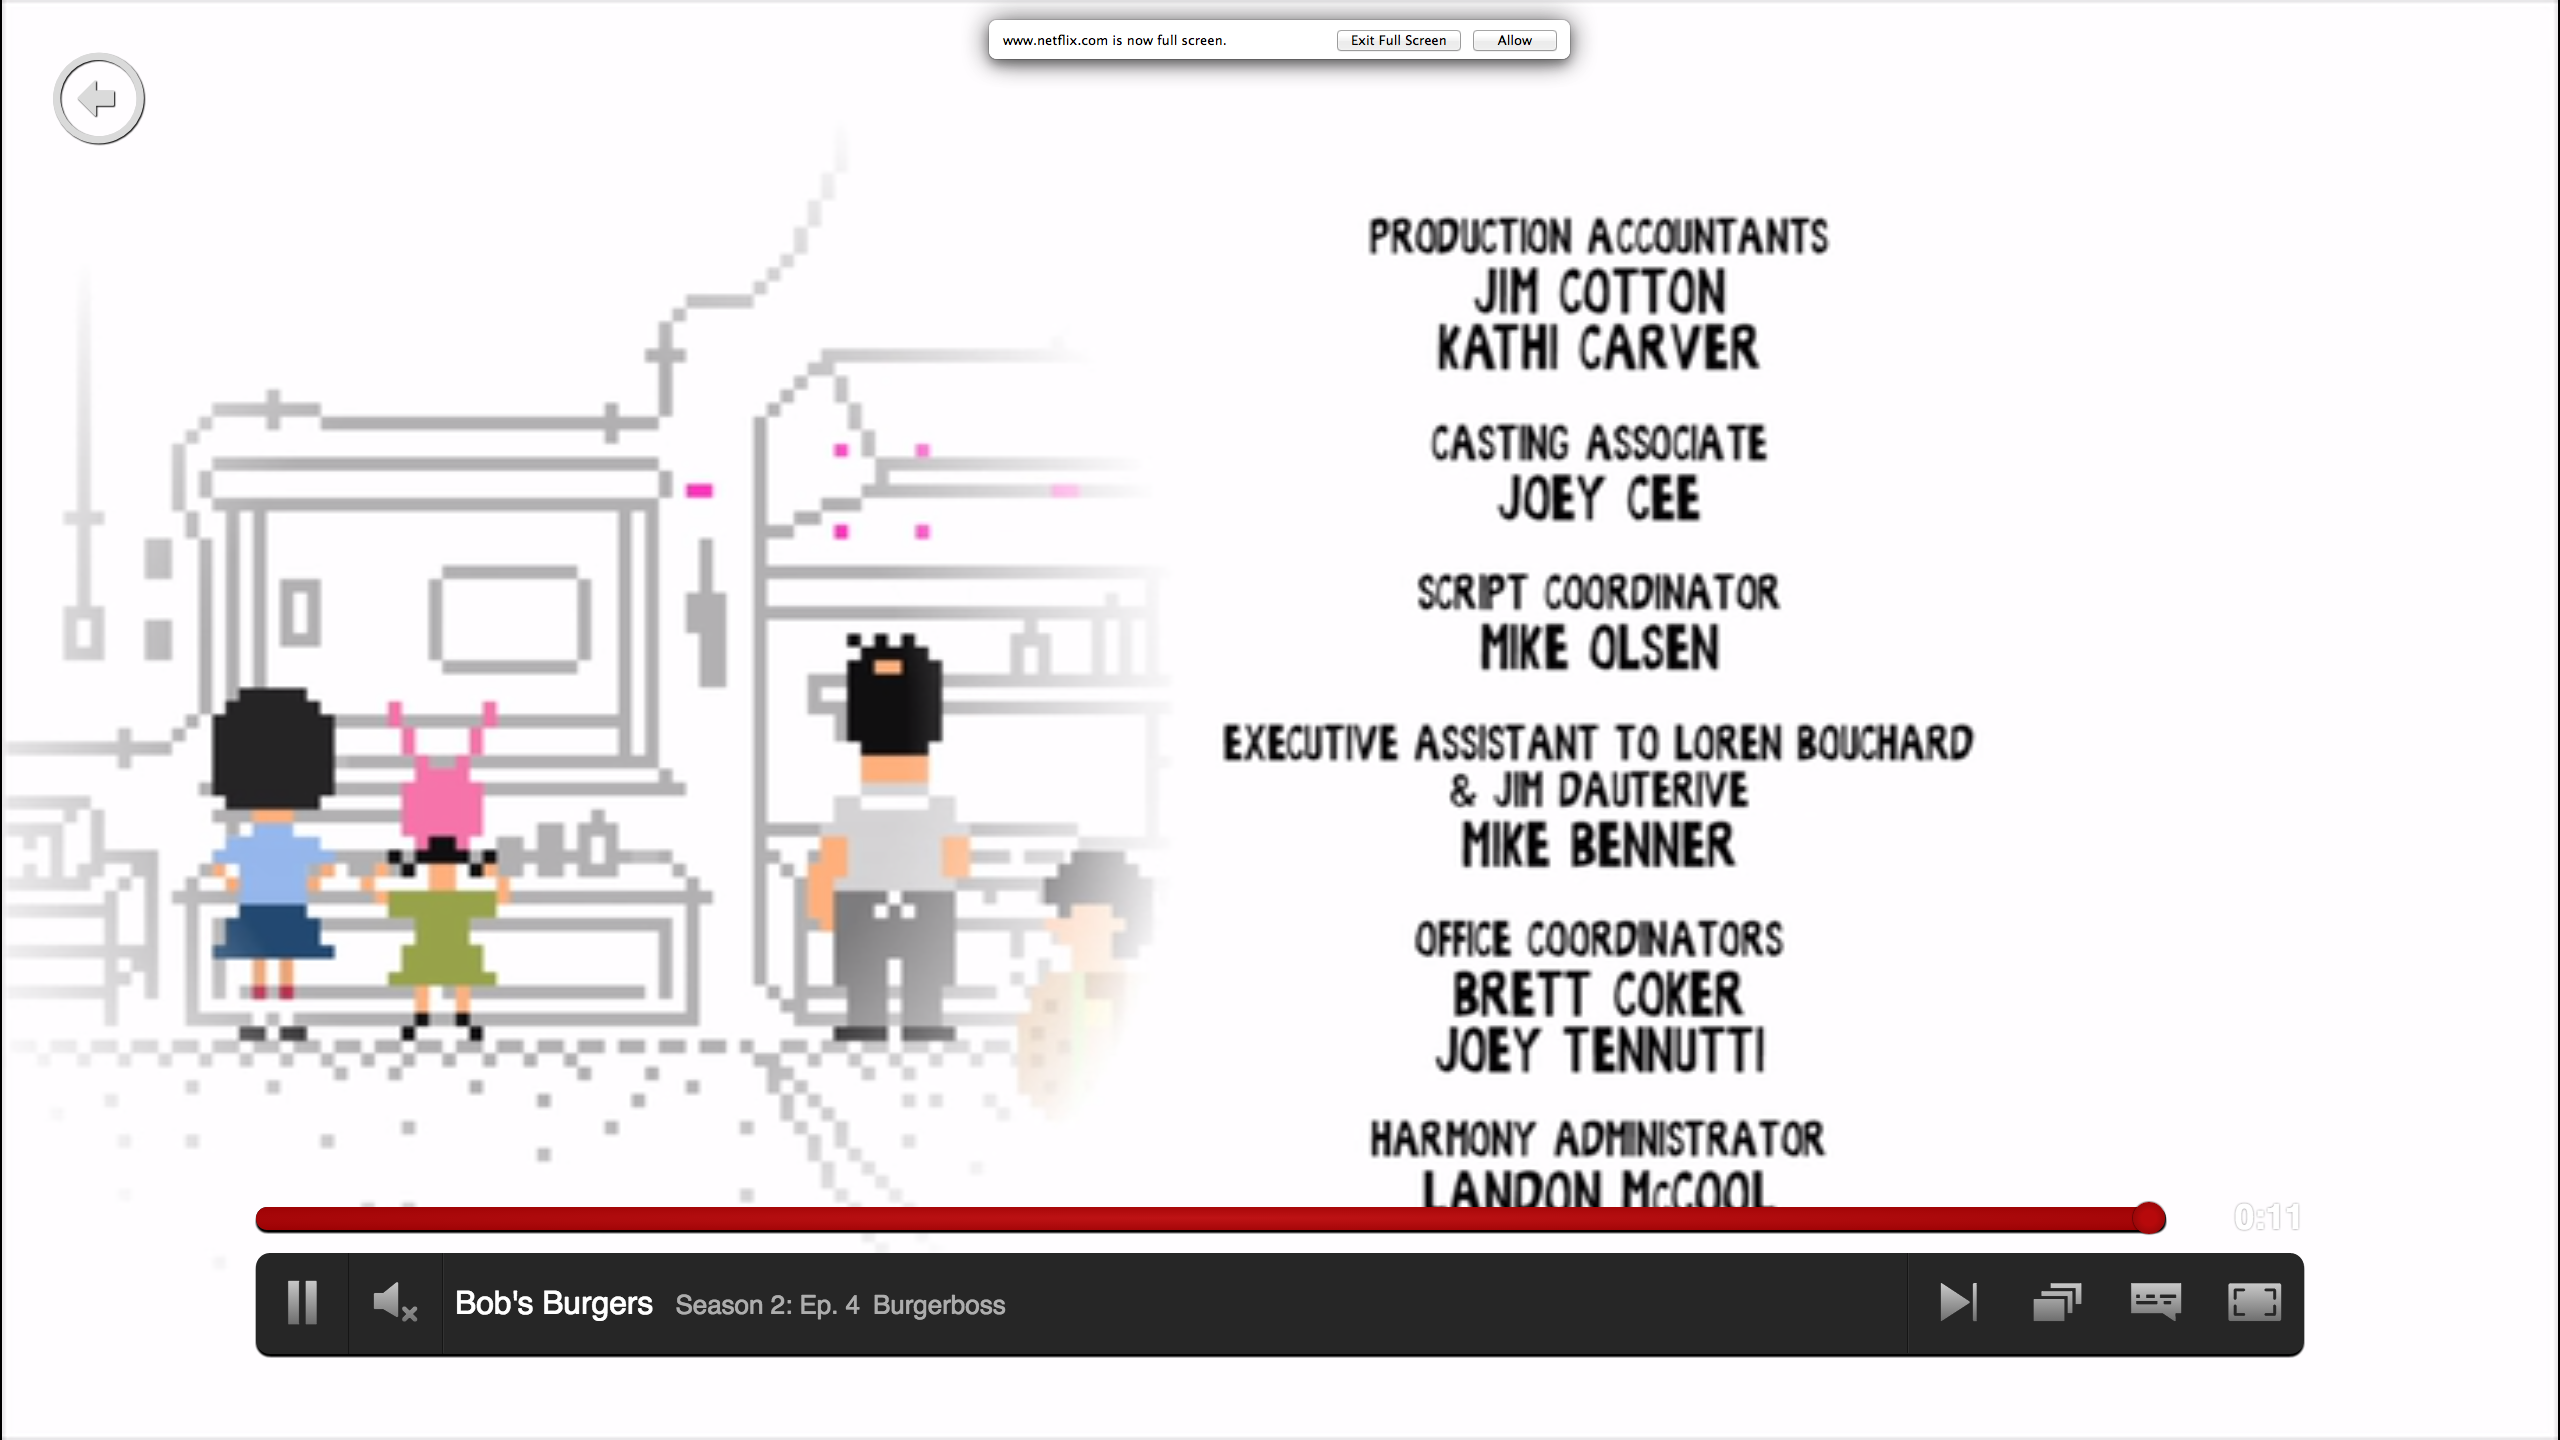 www.netflix.com is now full screen.
Exit Full Screen
Allow
PRODUCTION ACCOUNTANTS
JIM COTTON
KATHI CARVER
CASTING ASSOCIATE
JOEY CEE
SCRIPT COORDINATOR
MIKE OLSEN
EXECUTIVE ASSISTANT TO LOREN BOUCHARD
& JIM DAUTERIVE
MIKE BENNER
OFFICE COORDINATORS
BRETT COKER
JOEY TENNUTTI
HARMONY ADMINISTRATOR
LANDON McCOOL
0:11
Bob's Burgers Season 2: Ep. 4 Burgerboss